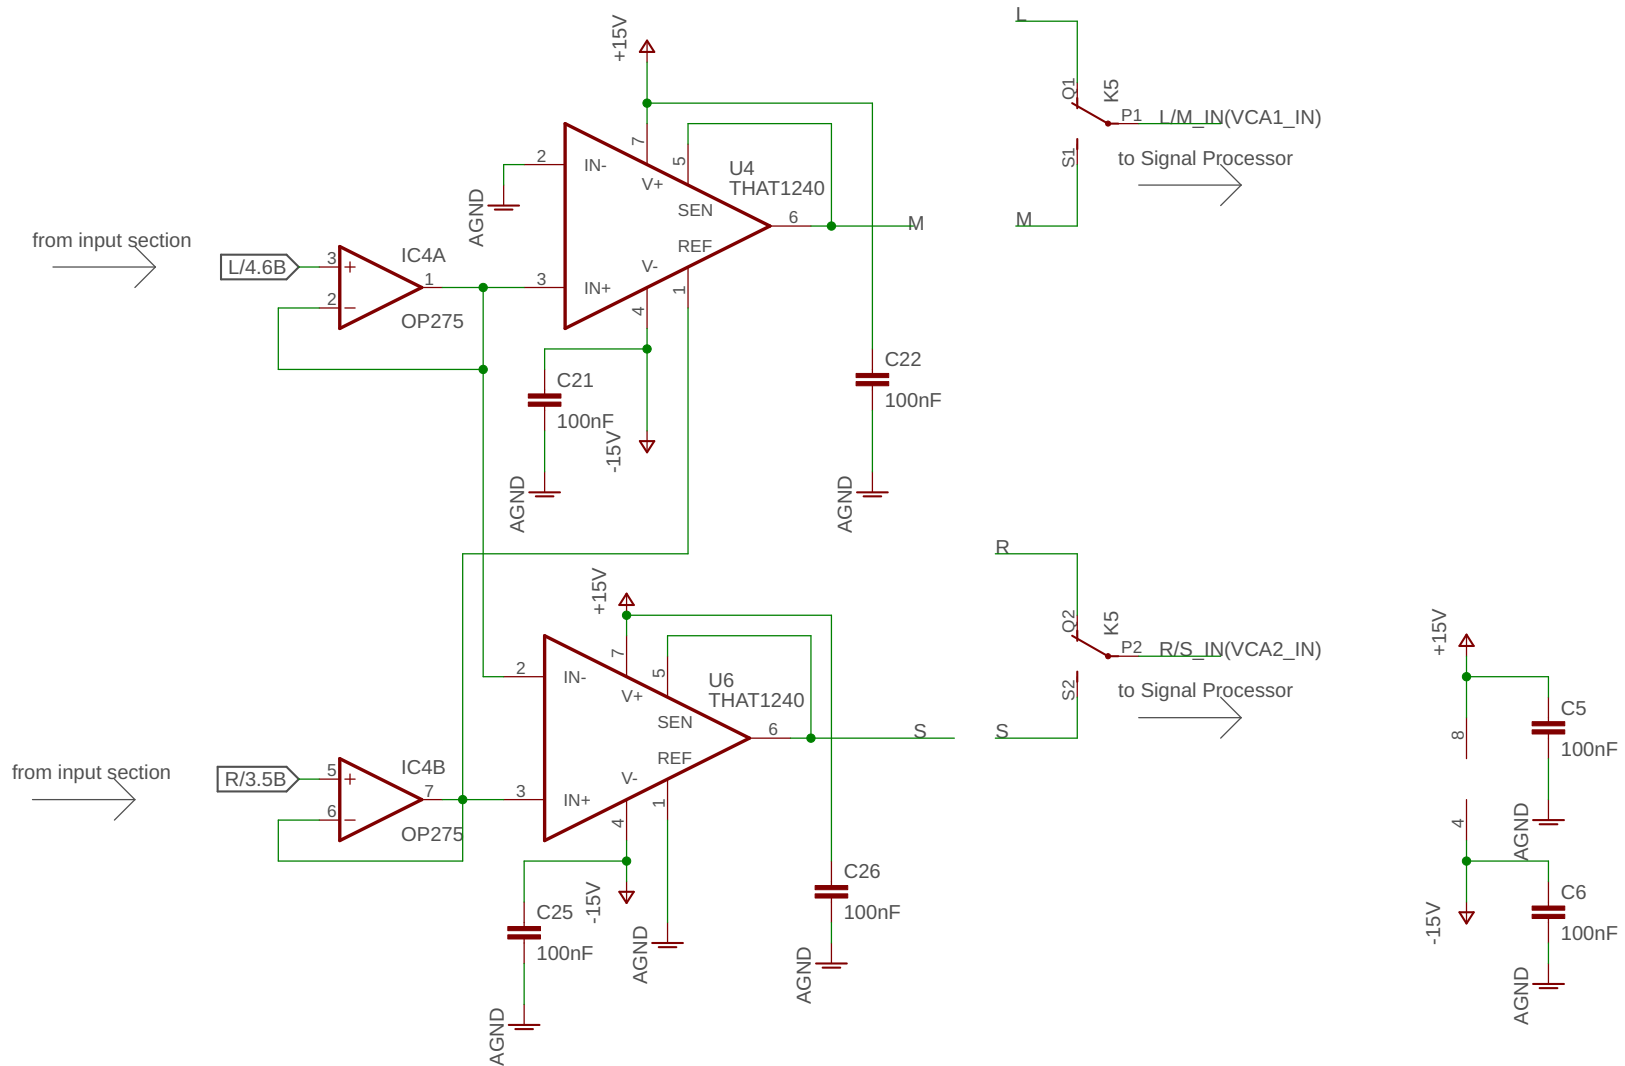 +15V
7
2
IN-
V+
5
SEN
U4
THAT1240
6
M
REF
V-
AGND
3
IN+
4
1
from input section
L/4.6B
3
2
IC4A
1
OP275
C21
100nF
-15V
AGND
C22
100nF
AGND
L
Q1
K5
P1
L/M_IN(VCA1_IN)
S1
to Signal Processor
M
+15V
7
2
IN-
V+
5
SEN
U6
THAT1240
6
S
REF
V-
3
IN+
4
1
from input section
R/3.5B
5
6
IC4B
7
OP275
C25
100nF
-15V
AGND
AGND
C26
100nF
AGND
R
Q2
K5
P2
R/S_IN(VCA2_IN)
S2
to Signal Processor
S
+15V
8
C5
100nF
4
AGND
C6
100nF
-15V
AGND